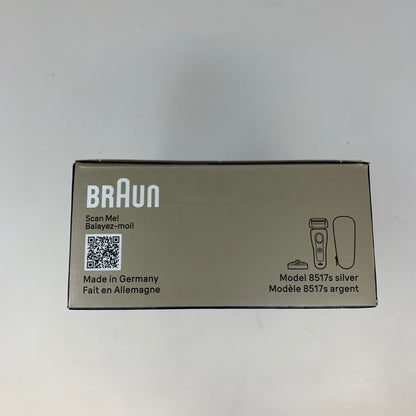 BRAUN
Scan Me!
Balayez-moi!
Made in Germany
Fait en Allemagne
Model 8517s silver
Modèle 8517s argent